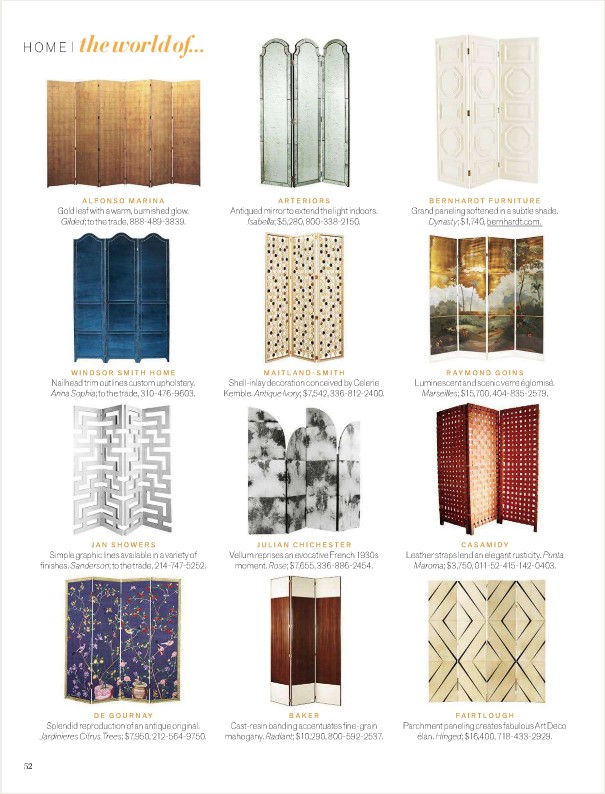 HOME | the world of...
ALFONSO MARINA
Gold leaf with a warm, burnished glow.
Gilded; to the trade, 888-489-3839.
ARTERIORS
Antiqued mirror to extend the light indoors.
Isabella; $5,280, 800-338-2150.
BERNHARDT FURNITURE
Grand paneling softened in a subtle shade.
Dynasty; $1,740, bernhardt.com.
WINDSOR SMITH HOME
Nailhead trim outlines custom upholstery.
Anna Sophia; to the trade, 310-476-9603.
MAITLAND-SMITH
Shell-inlay decoration conceived by Celerie
Kemble. Antique Ivory; $7,542, 336-812-2400.
RAYMOND GOINS
Luminescent and scenic verre églomisé.
Marseilles; $15,700, 404-835-2579.
JAN SHOWERS
Simple graphic lines available in a variety of
finishes. Sanderson; to the trade, 214-747-5252.
JULIAN CHICHESTER
Vellum reprises an evocative French 1930s
moment. Rose; $7,655, 336-886-2454.
CASAMIDY
Leather straps lend an elegant rusticity. Punta
Maroma; $3,750, 011-52-415-142-0403.
DE GOURNAY
Splendid reproduction of an antique original.
Jardinieres Citrus Trees; $7,950, 212-564-9750.
BAKER
Cast-resin banding accentuates fine-grain
mahogany. Radiant; $10,290, 800-592-2537.
FAIRTLOUGH
Parchment paneling creates fabulous Art Deco
élan. Hinged; $16,400, 718-433-2929.
52